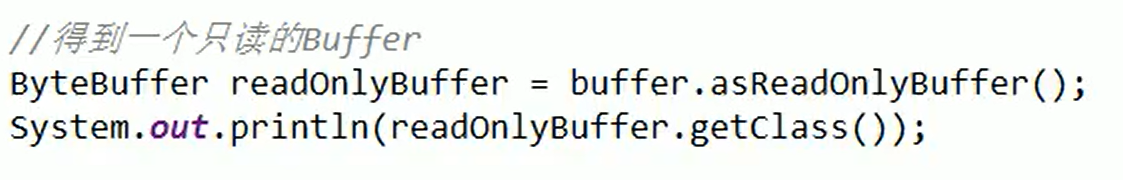 //得到一个只读的Buffer
ByteBuffer readOnlyBuffer = buffer.asReadOnlyBuffer();
System.out.println(readOnlyBuffer.getClass());